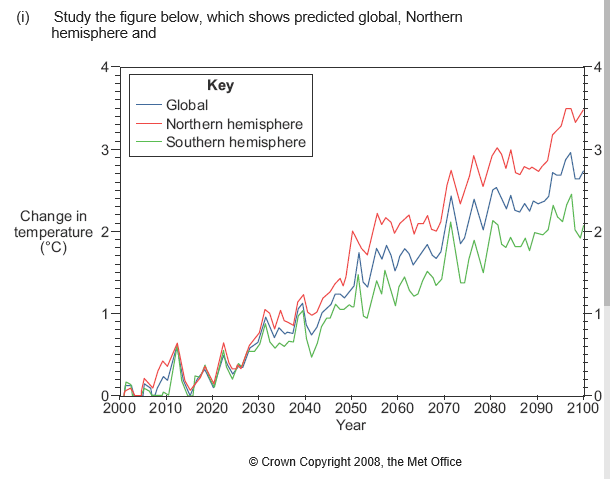 (i) Study the figure below, which shows predicted global, Northern
hemisphere and
4
4
Key
Global
Northern hemisphere
Southern hemisphere
3
3
Change in
temperature
(°C)
2
2
1
1
0
0
2000 2010 2020 2030 2040 2050 2060 2070 2080 2090 2100
Year
© Crown Copyright 2008, the Met Office